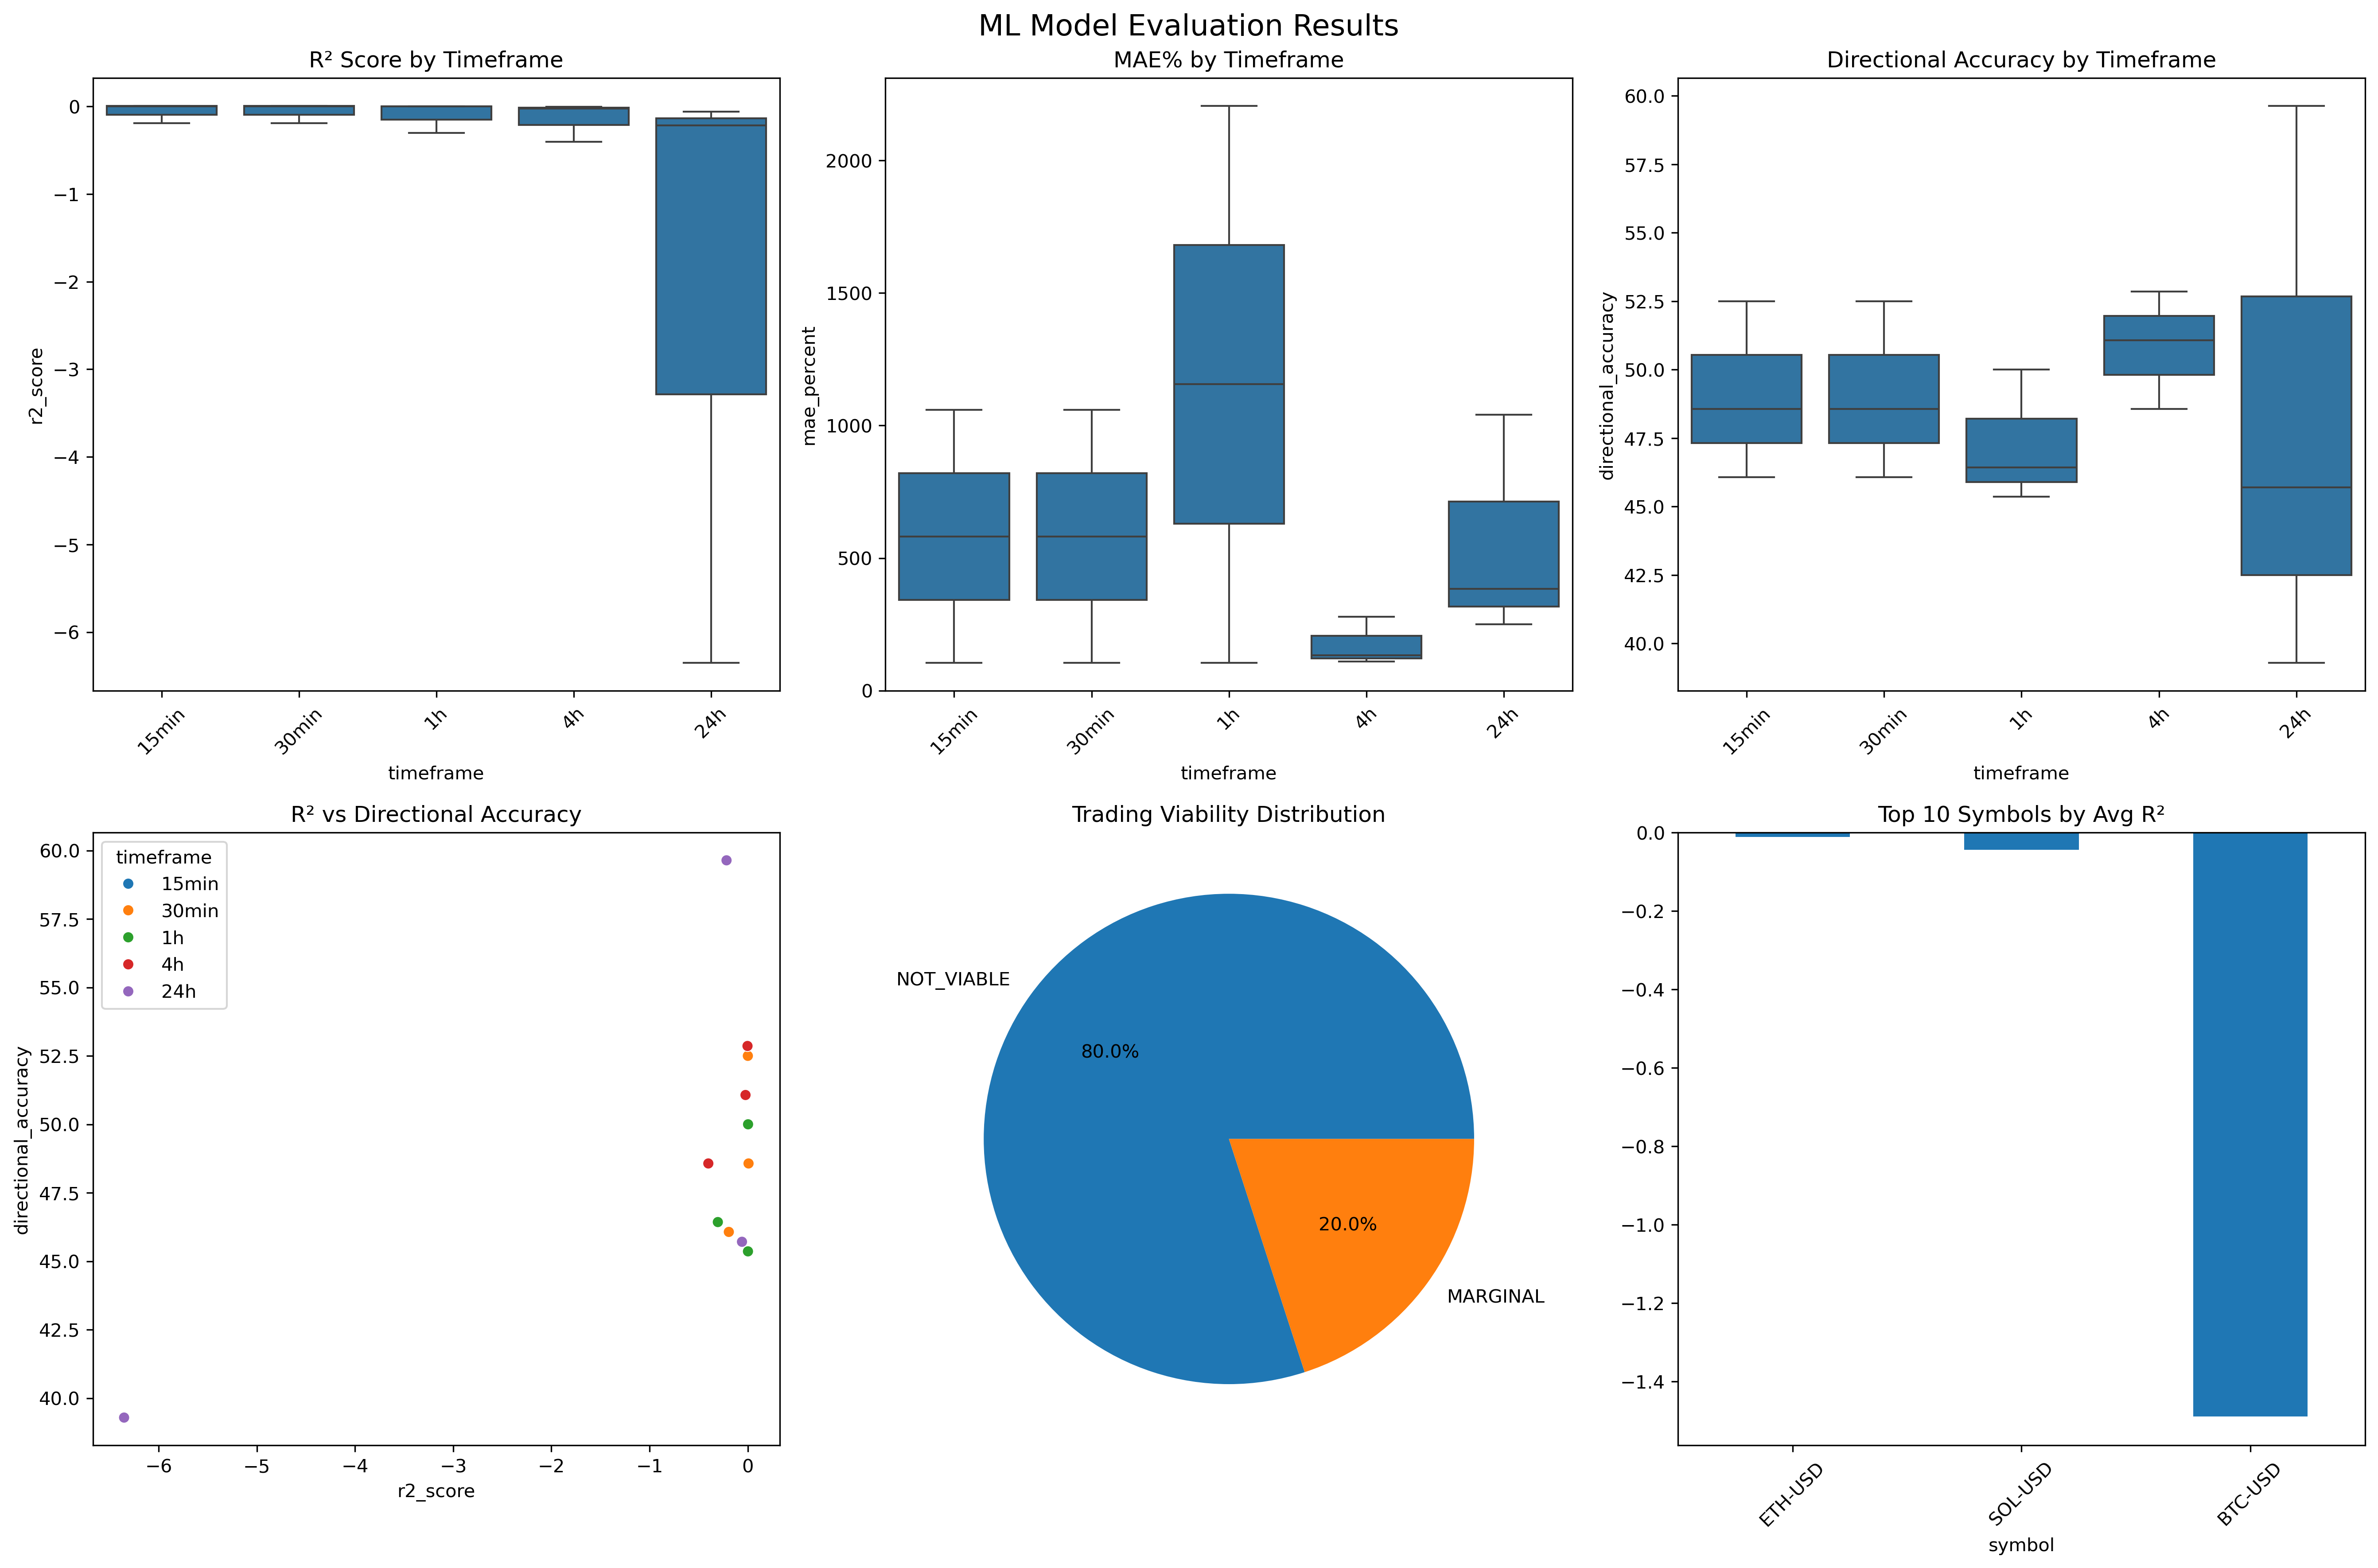 ML Model Evaluation Results
R² Score by Timeframe
r2_score
0
−1
−2
−3
−4
−5
−6
15min
30min
1h
4h
24h
timeframe
MAE% by Timeframe
mae_percent
2000
1500
1000
500
0
15min
30min
1h
4h
24h
timeframe
Directional Accuracy by Timeframe
directional_accuracy
60.0
57.5
55.0
52.5
50.0
47.5
45.0
42.5
40.0
15min
30min
1h
4h
24h
timeframe
R² vs Directional Accuracy
directional_accuracy
60.0
57.5
55.0
52.5
50.0
47.5
45.0
42.5
40.0
timeframe
15min
30min
1h
4h
24h
−6
−5
−4
−3
−2
−1
0
r2_score
Trading Viability Distribution
NOT_VIABLE
80.0%
20.0%
MARGINAL
Top 10 Symbols by Avg R²
0.0
−0.2
−0.4
−0.6
−0.8
−1.0
−1.2
−1.4
ETH-USD
SOL-USD
BTC-USD
symbol